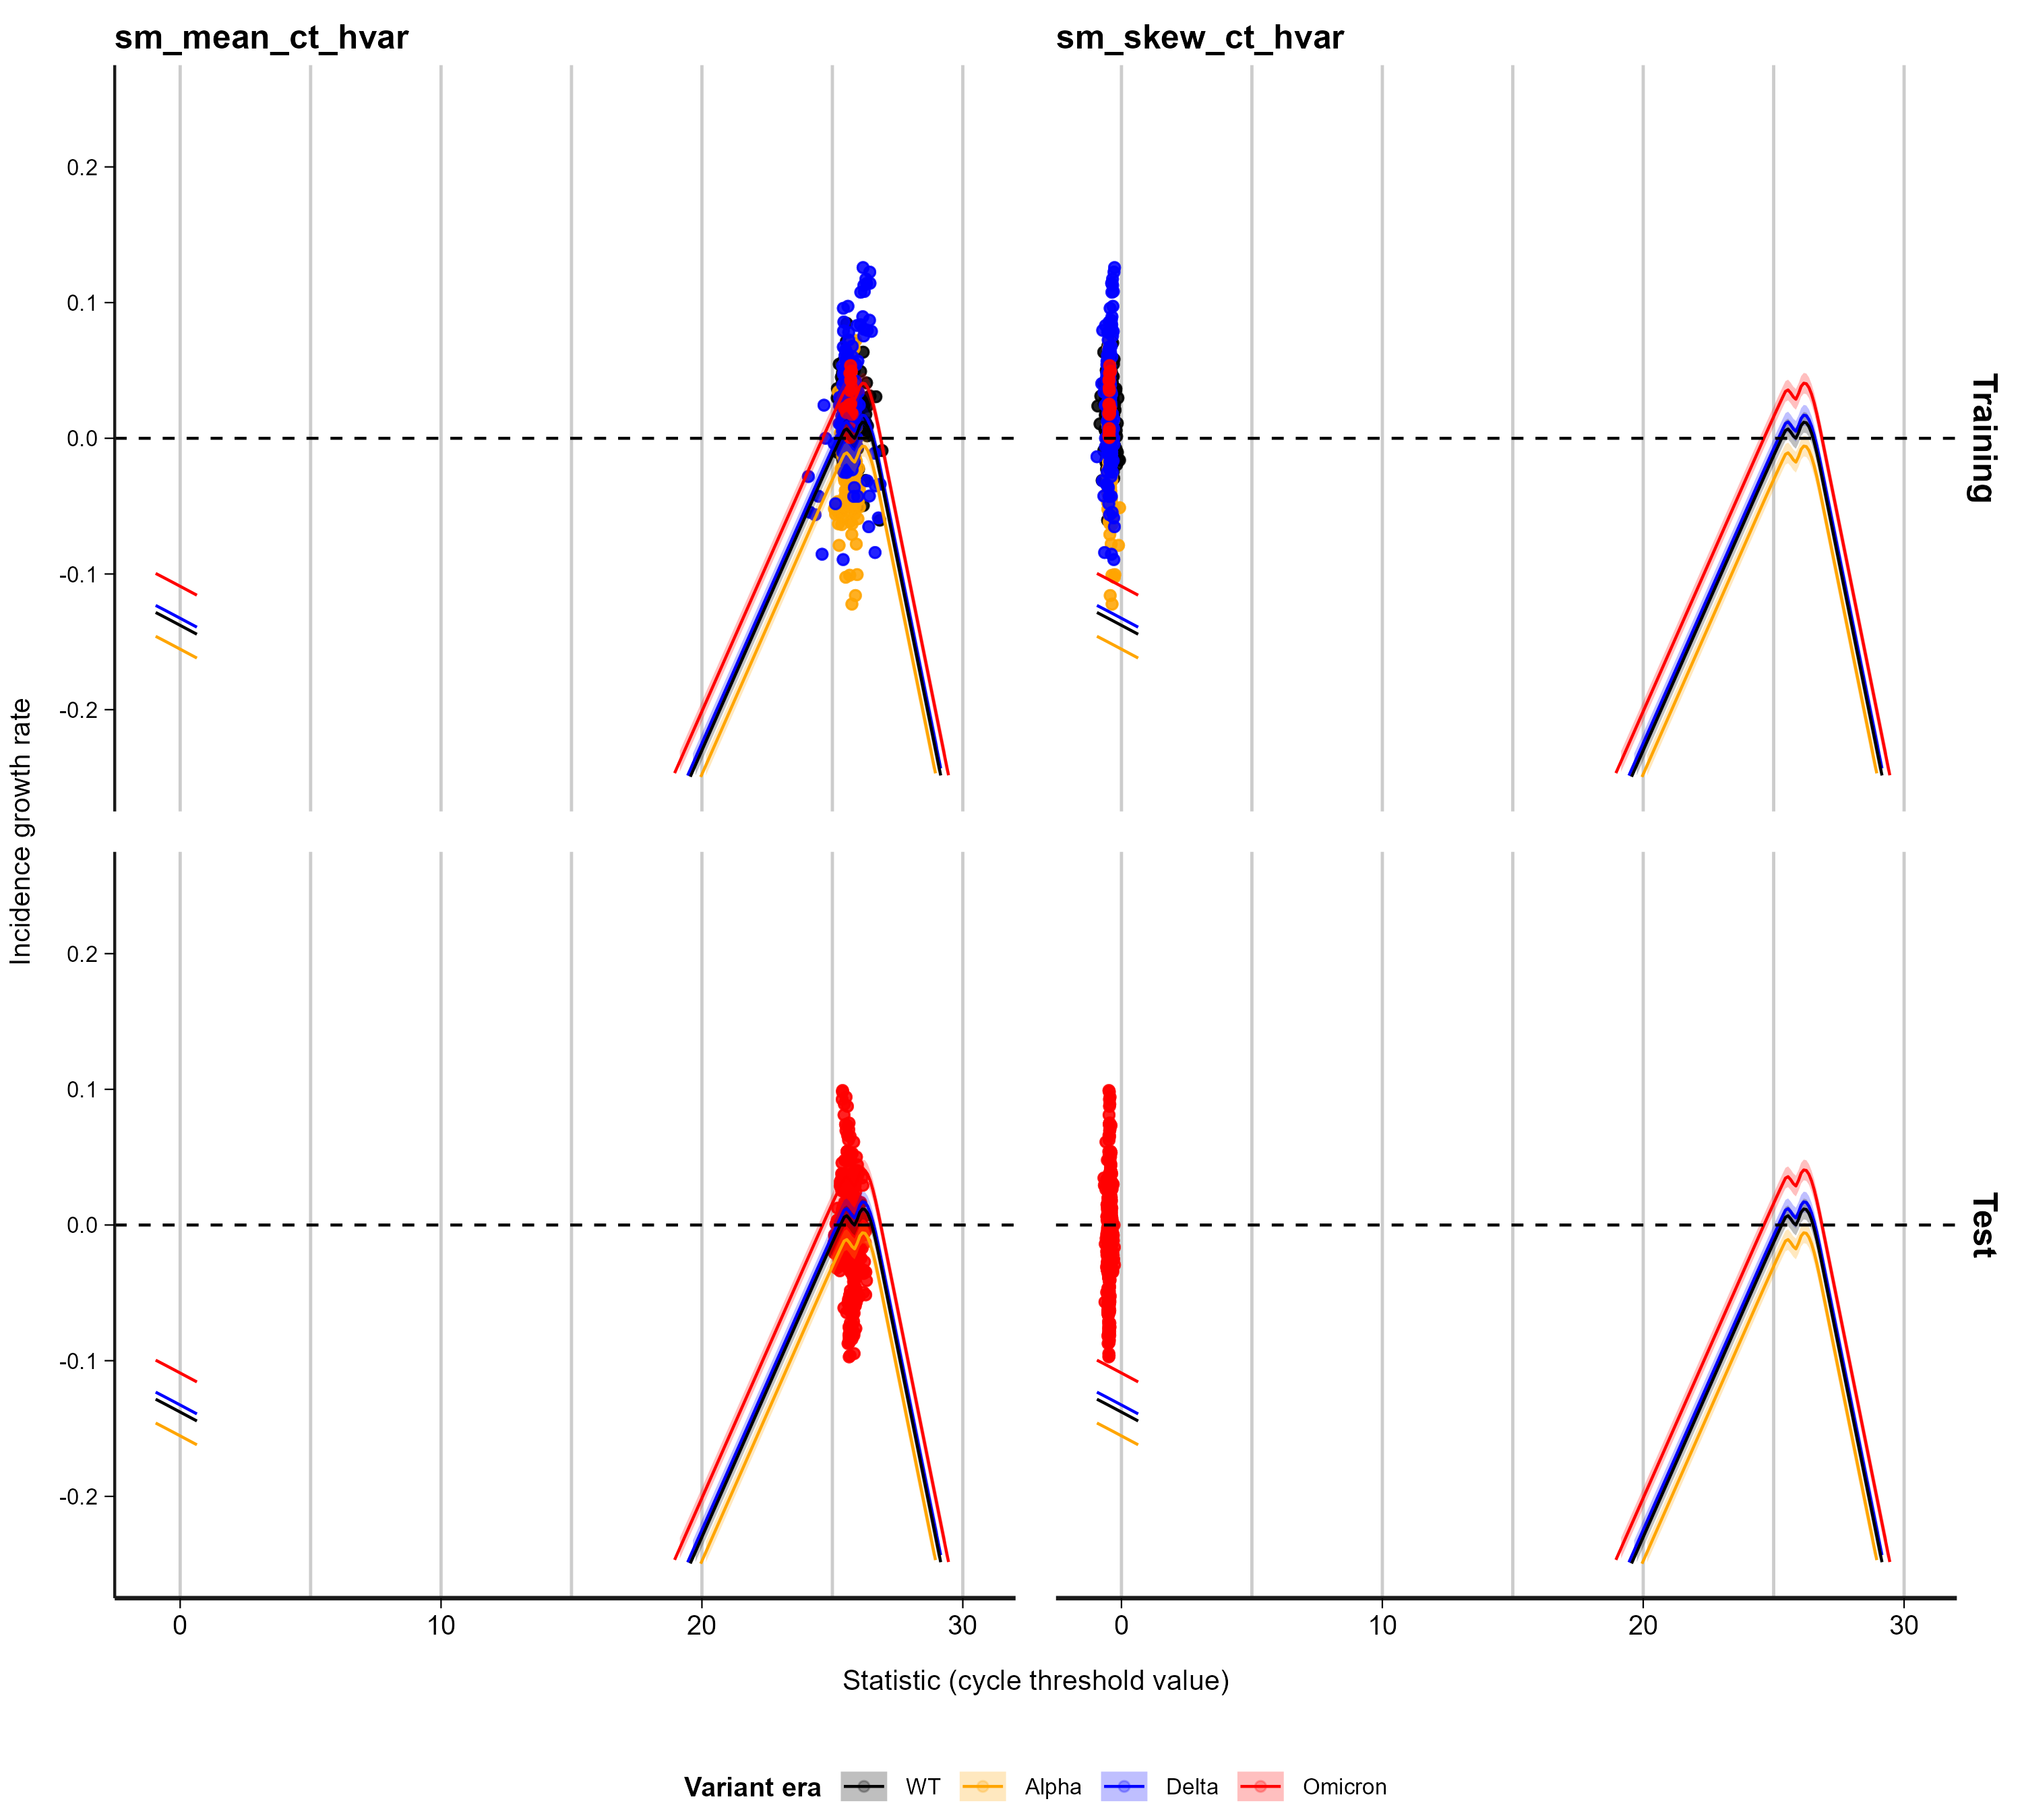 sm_mean_ct_hvar
sm_skew_ct_hvar
0.2
0.1
0.0
-0.1
-0.2
Training
Incidence growth rate
0.2
0.1
0.0
-0.1
-0.2
Test
0 10 20 30
0 10 20 30
Statistic (cycle threshold value)
Variant era WT Alpha Delta Omicron